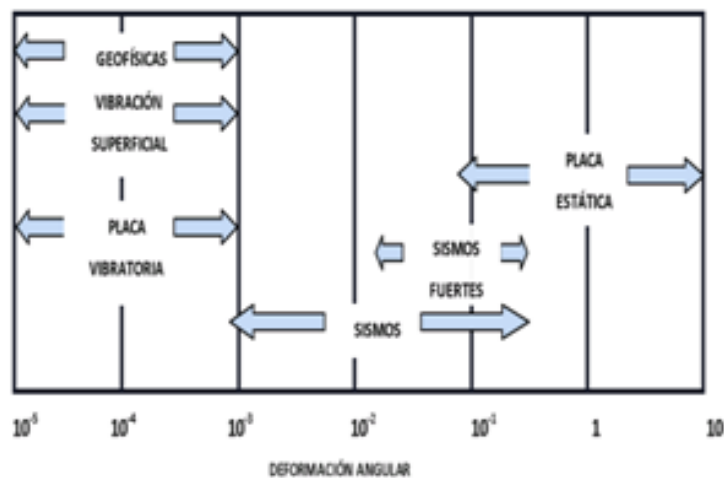 GEOFÍSICAS
VIBRACIÓN
SUPERFICIAL
PLACA
ESTÁTICA
PLACA
VIBRATORIA
SISMOS
FUERTES
SISMOS
10⁻⁵ 10⁻⁴ 10⁻³ 10⁻² 10⁻¹ 1 10
DEFORMACIÓN ANGULAR